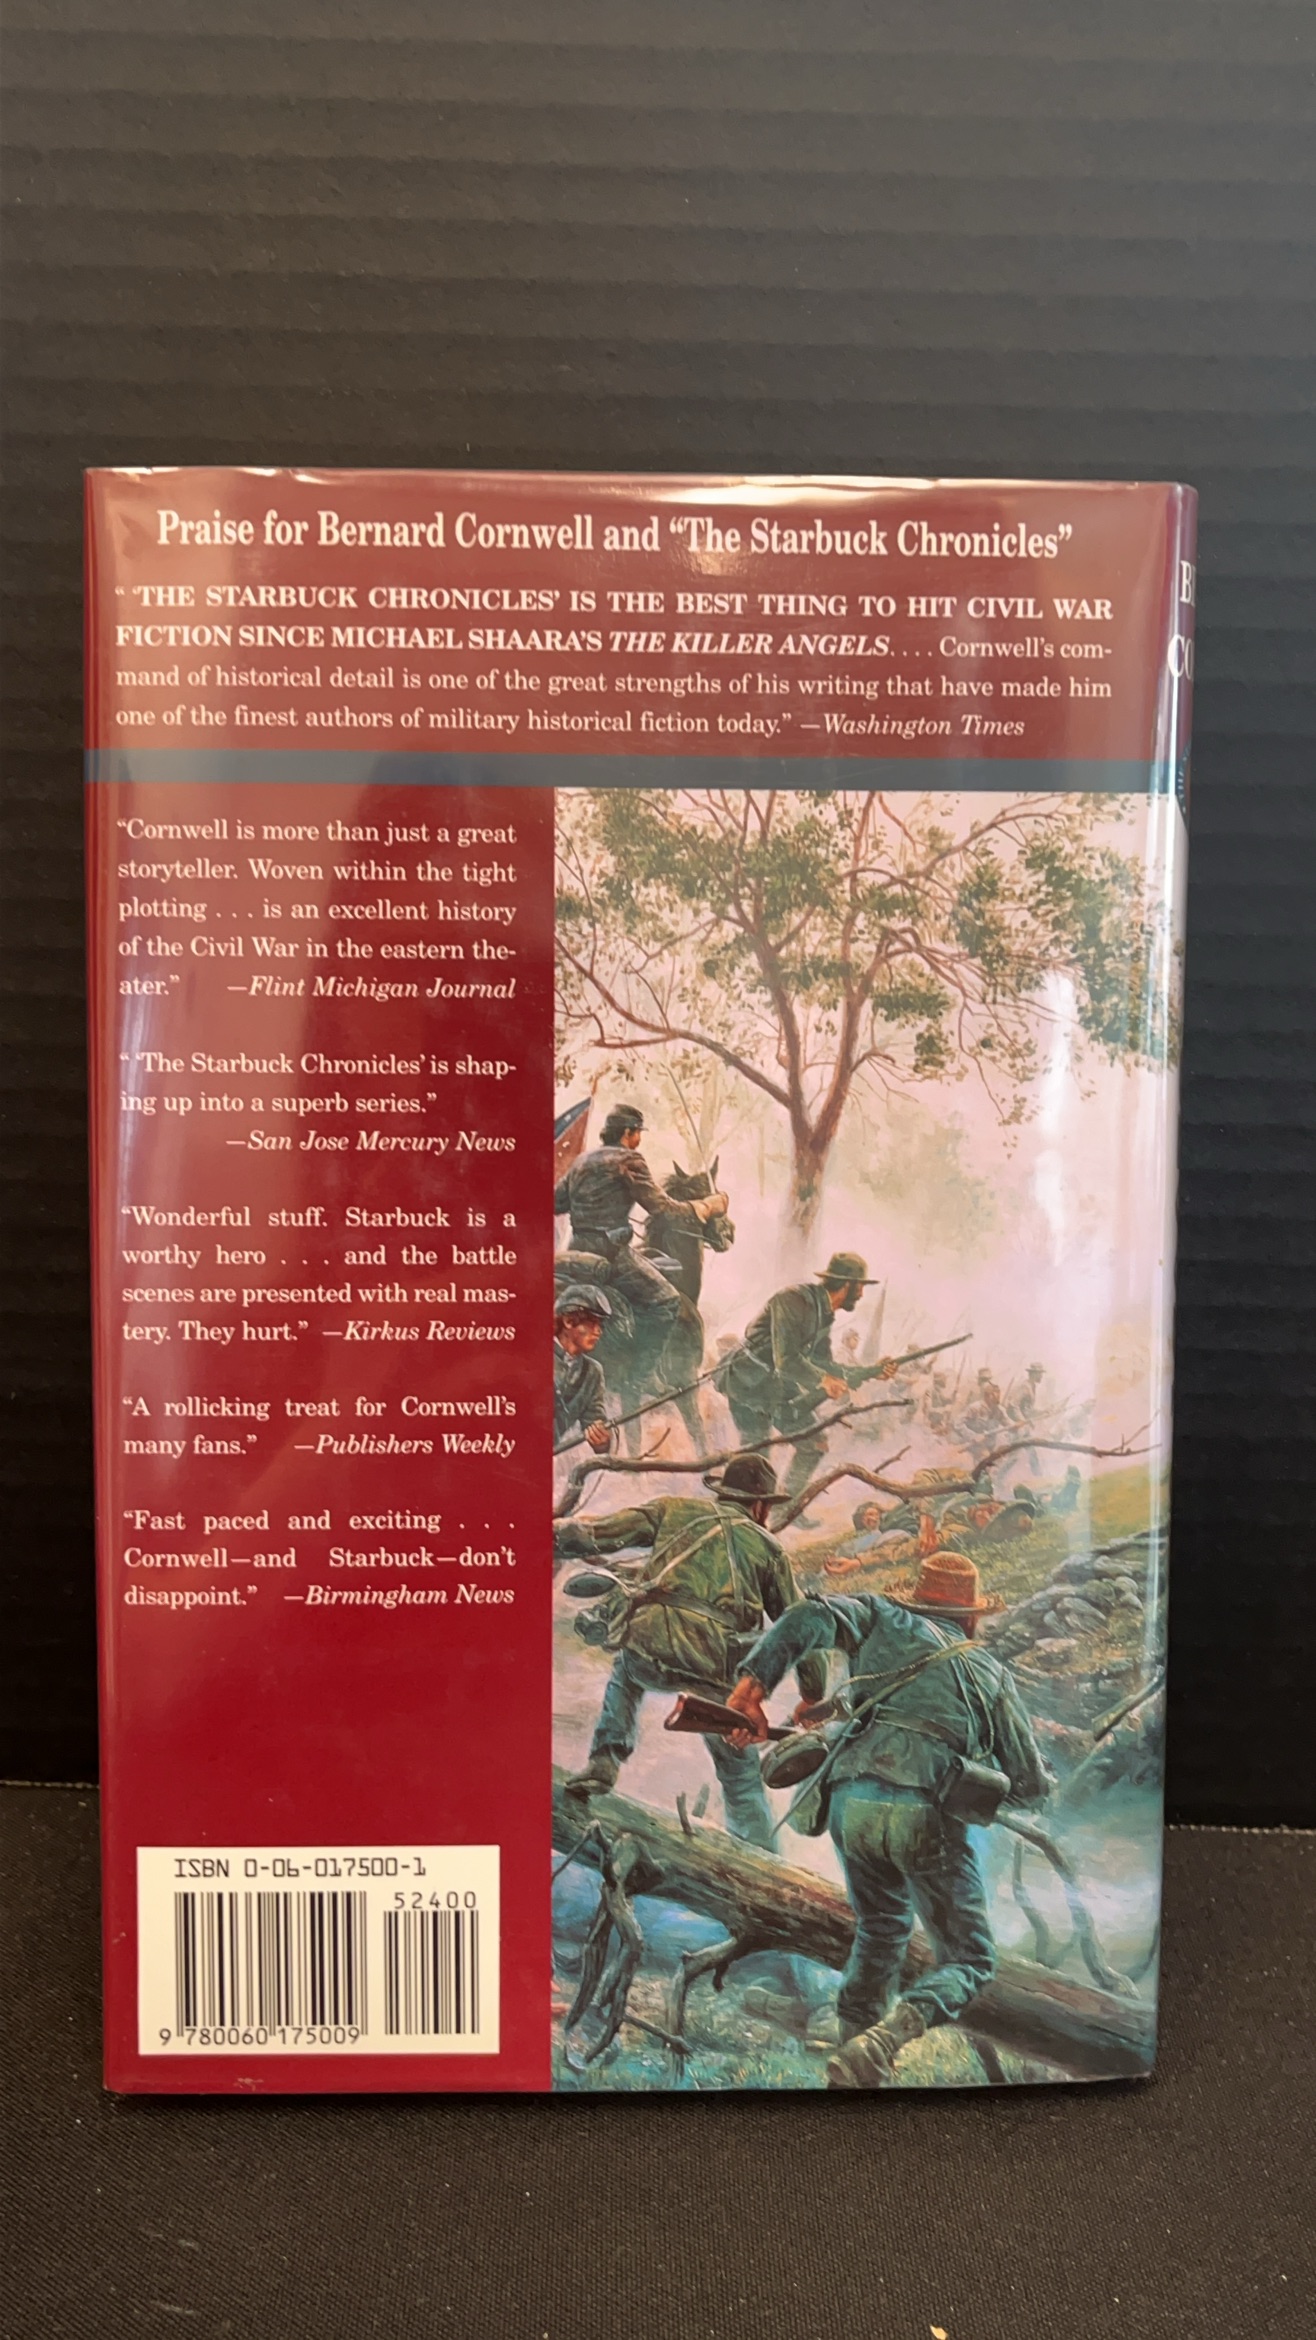 Praise for Bernard Cornwell and “The Starbuck Chronicles”
“ ‘THE STARBUCK CHRONICLES’ IS THE BEST THING TO HIT CIVIL WAR
FICTION SINCE MICHAEL SHAARA’S THE KILLER ANGELS. . . . Cornwell’s com-
mand of historical detail is one of the great strengths of his writing that have made him
one of the finest authors of military historical fiction today.” —Washington Times
“Cornwell is more than just a great
storyteller. Woven within the tight
plotting . . . is an excellent history
of the Civil War in the eastern the-
ater.” —Flint Michigan Journal
“ ‘The Starbuck Chronicles’ is shap-
ing up into a superb series.”
—San Jose Mercury News
“Wonderful stuff. Starbuck is a
worthy hero . . . and the battle
scenes are presented with real mas-
tery. They hurt.” —Kirkus Reviews
“A rollicking treat for Cornwell’s
many fans.” —Publishers Weekly
“Fast paced and exciting . . .
Cornwell—and Starbuck—don’t
disappoint.” —Birmingham News
ISBN 0-06-017500-1
52400
9 780060 175009